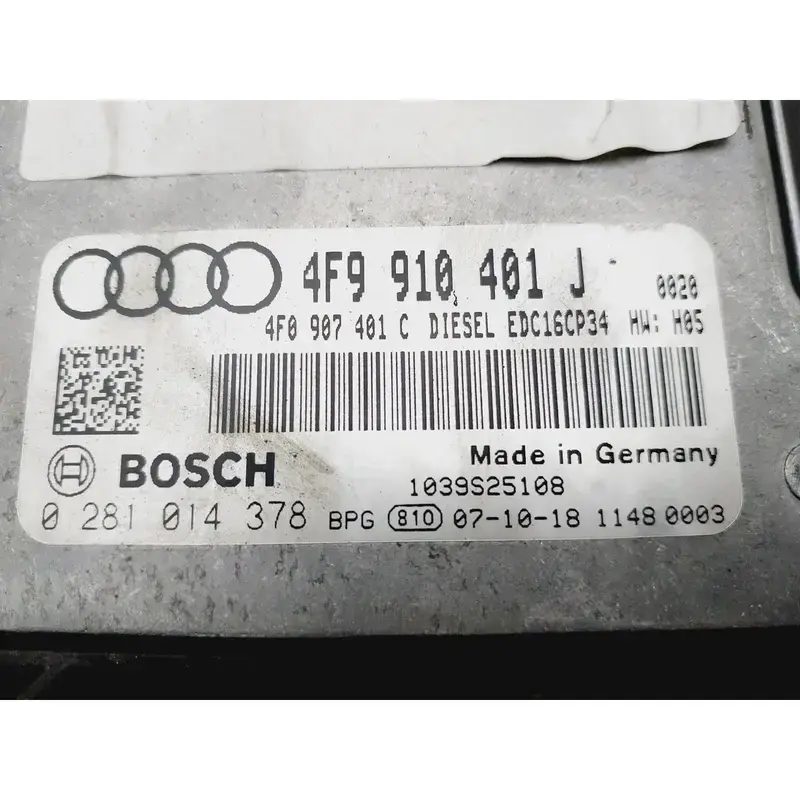 4F9 910 401 J 0020
4F0 907 401 C DIESEL EDC16CP34 HW: H05
Made in Germany
BOSCH
1039S25108
0 281 014 378 BPG 810 07-10-18 1148 0003